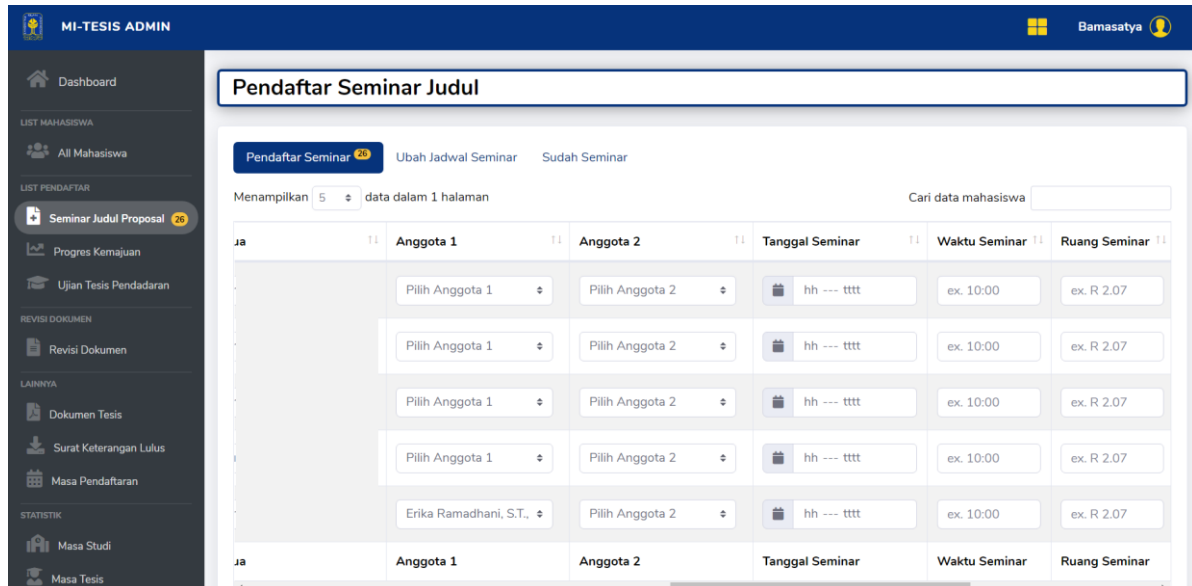 MI-TESIS ADMIN
Bamasatya
Dashboard
LIST MAHASISWA
All Mahasiswa
LIST PENDAFTAR
Seminar Judul Proposal 26
Progres Kemajuan
Ujian Tesis Pendadaran
REVISI DOKUMEN
Revisi Dokumen
LAINNYA
Dokumen Tesis
Surat Keterangan Lulus
Masa Pendaftaran
STATISTIK
Masa Studi
Masa Tesis
Pendaftar Seminar Judul
Pendaftar Seminar 26 Ubah Jadwal Seminar Sudah Seminar
Menampilkan 5 data dalam 1 halaman Cari data mahasiswa
ua Anggota 1 Anggota 2 Tanggal Seminar Waktu Seminar Ruang Seminar
Pilih Anggota 1 Pilih Anggota 2 hh --- tttt ex. 10:00 ex. R 2.07
Pilih Anggota 1 Pilih Anggota 2 hh --- tttt ex. 10:00 ex. R 2.07
Pilih Anggota 1 Pilih Anggota 2 hh --- tttt ex. 10:00 ex. R 2.07
Pilih Anggota 1 Pilih Anggota 2 hh --- tttt ex. 10:00 ex. R 2.07
Erika Ramadhani, S.T., Pilih Anggota 2 hh --- tttt ex. 10:00 ex. R 2.07
ua Anggota 1 Anggota 2 Tanggal Seminar Waktu Seminar Ruang Seminar